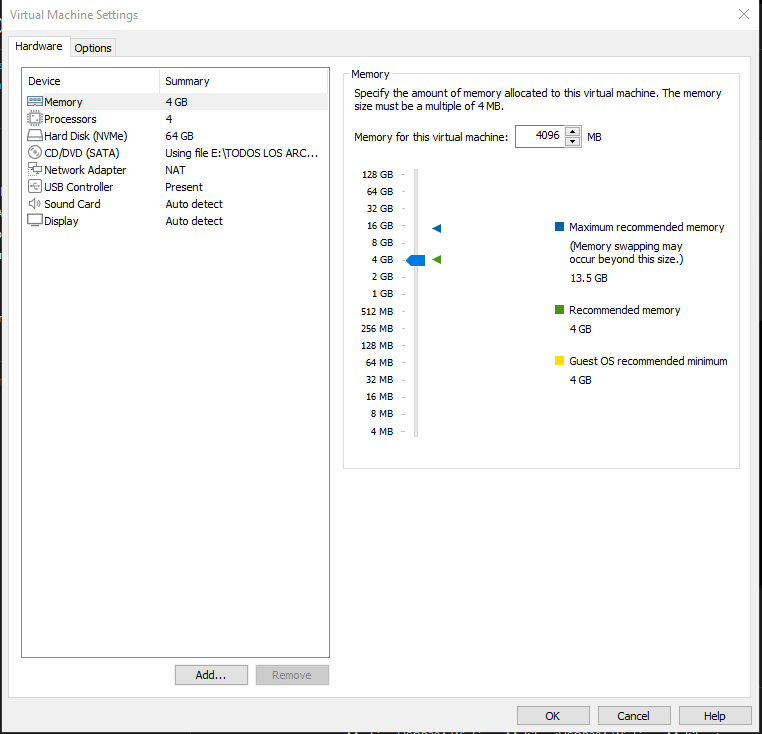 Virtual Machine Settings
Hardware Options
Device Summary
Memory 4 GB
Processors 4
Hard Disk (NVMe) 64 GB
CD/DVD (SATA) Using file E:\TODOS LOS ARC...
Network Adapter NAT
USB Controller Present
Sound Card Auto detect
Display Auto detect
Add... Remove
Memory
Specify the amount of memory allocated to this virtual machine. The memory
size must be a multiple of 4 MB.
Memory for this virtual machine: 4096 MB
128 GB
64 GB
32 GB
16 GB
8 GB
4 GB
2 GB
1 GB
512 MB
256 MB
128 MB
64 MB
32 MB
16 MB
8 MB
4 MB
Maximum recommended memory
(Memory swapping may
occur beyond this size.)
13.5 GB
Recommended memory
4 GB
Guest OS recommended minimum
4 GB
OK Cancel Help